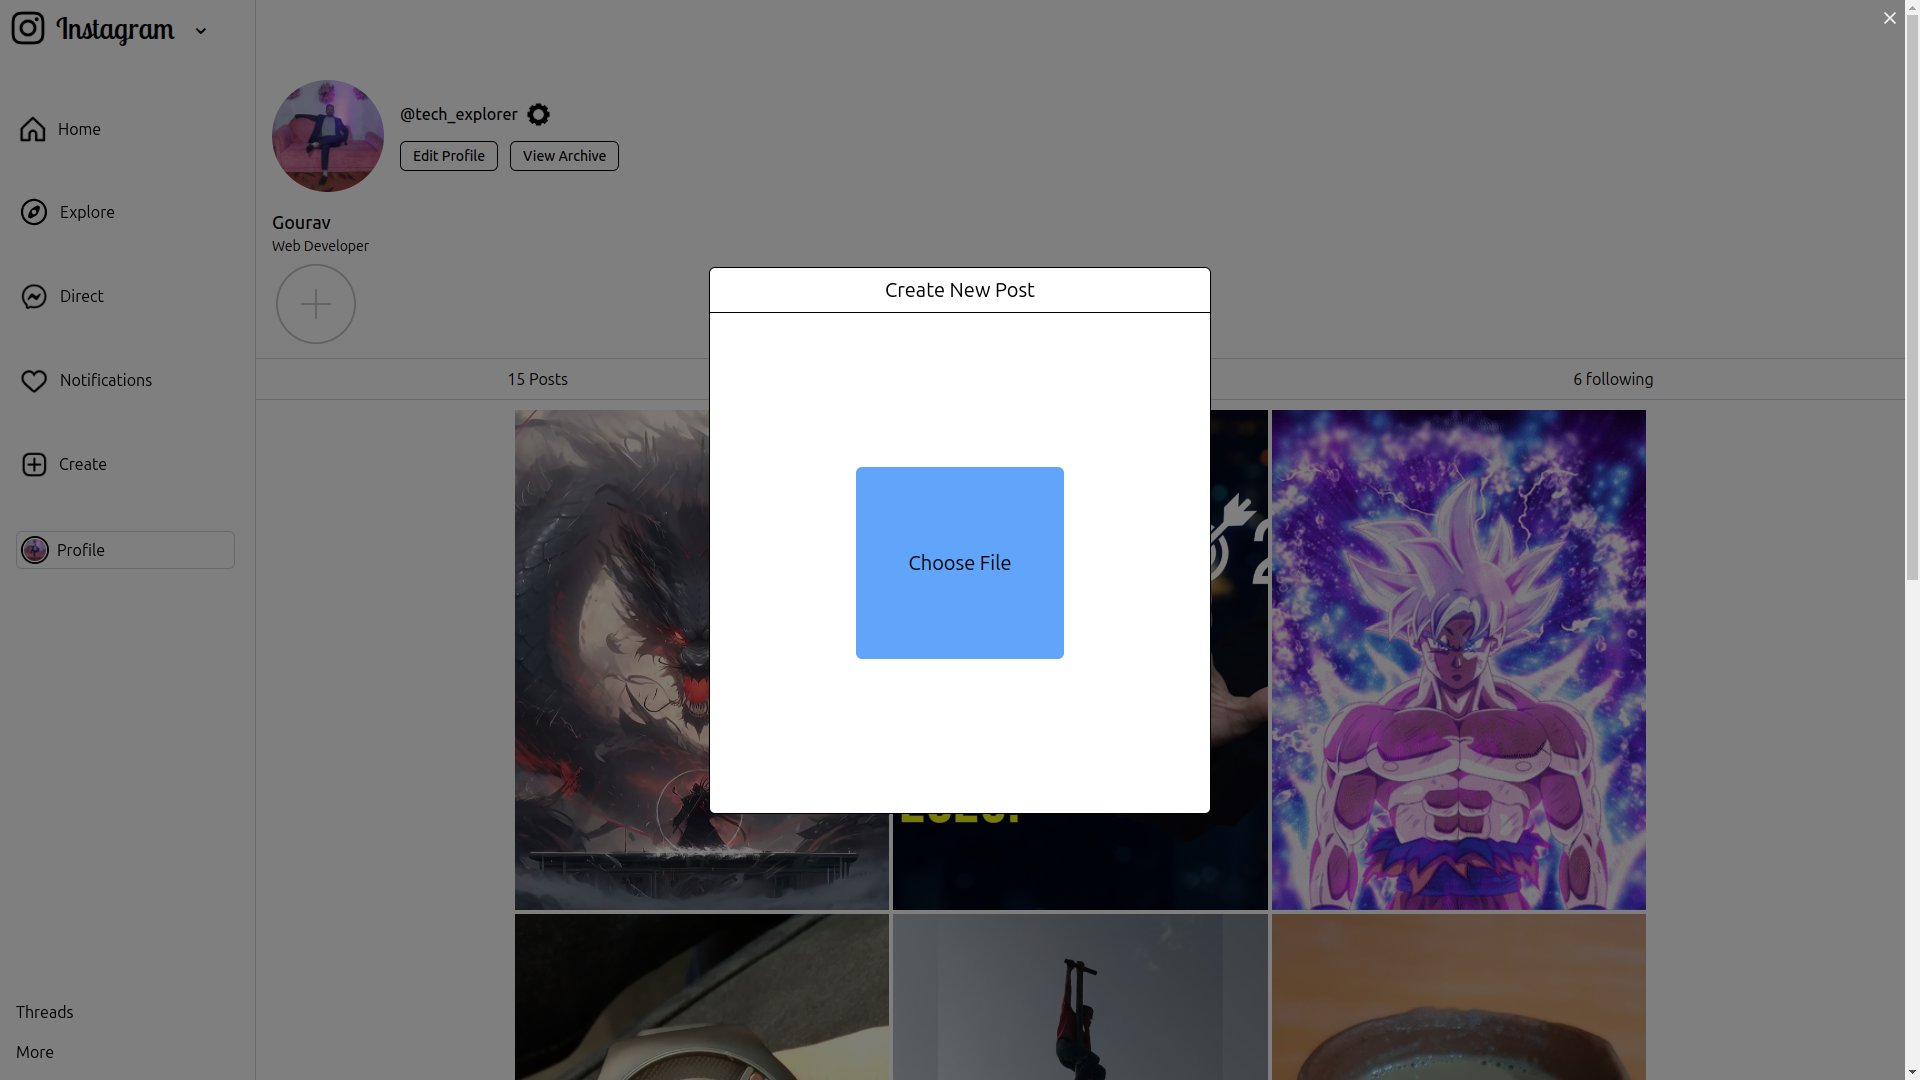 Instagram
Home
Explore
Direct
Notifications
Create
Profile
Threads
More
@tech_explorer
Edit Profile
View Archive
Gourav
Web Developer
15 Posts
6 following
Create New Post
Choose File